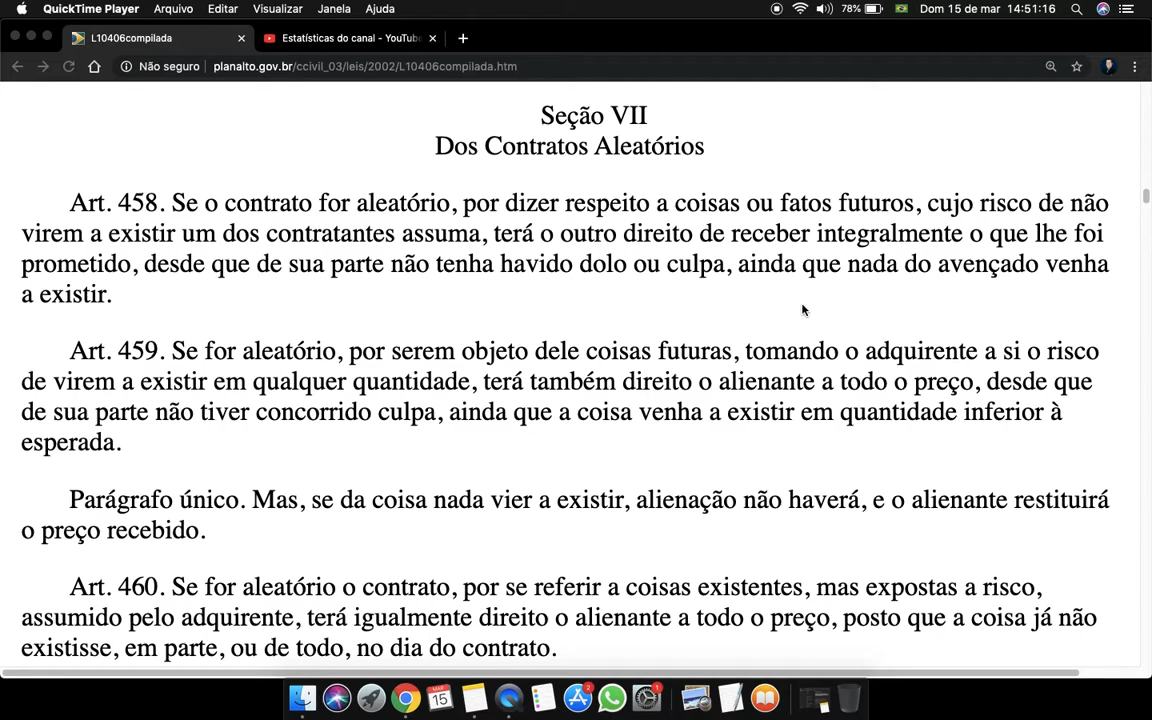 QuickTime Player Arquivo Editar Visualizar Janela Ajuda 78% Dom 15 de mar 14:51:16
L10406compilada Estatísticas do canal - YouTube
Não seguro planalto.gov.br/ccivil_03/leis/2002/L10406compilada.htm
Seção VII
Dos Contratos Aleatórios
Art. 458. Se o contrato for aleatório, por dizer respeito a coisas ou fatos futuros, cujo risco de não
virem a existir um dos contratantes assuma, terá o outro direito de receber integralmente o que lhe foi
prometido, desde que de sua parte não tenha havido dolo ou culpa, ainda que nada do avençado venha
a existir.
Art. 459. Se for aleatório, por serem objeto dele coisas futuras, tomando o adquirente a si o risco
de virem a existir em qualquer quantidade, terá também direito o alienante a todo o preço, desde que
de sua parte não tiver concorrido culpa, ainda que a coisa venha a existir em quantidade inferior à
esperada.
Parágrafo único. Mas, se da coisa nada vier a existir, alienação não haverá, e o alienante restituirá
o preço recebido.
Art. 460. Se for aleatório o contrato, por se referir a coisas existentes, mas expostas a risco,
assumido pelo adquirente, terá igualmente direito o alienante a todo o preço, posto que a coisa já não
existisse, em parte, ou de todo, no dia do contrato.
MAR 15 2 1